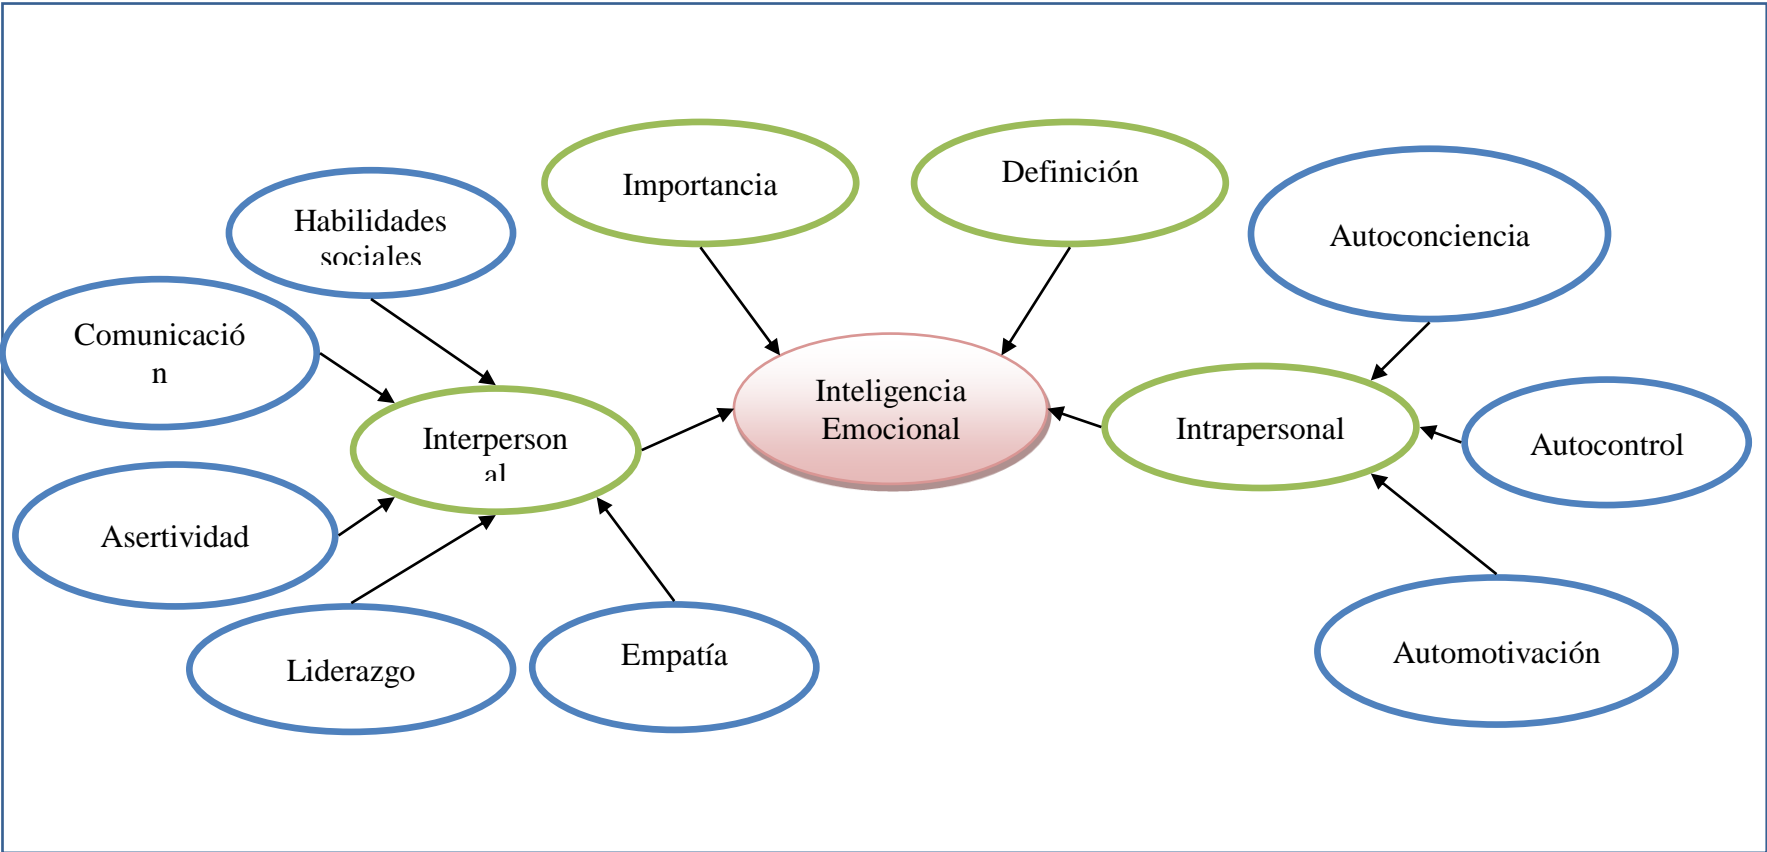 Importancia
Definición
Habilidades
sociales
Autoconciencia
Comunicació
n
Inteligencia
Emocional
Interperson
al
Intrapersonal
Autocontrol
Asertividad
Liderazgo
Empatía
Automotivación